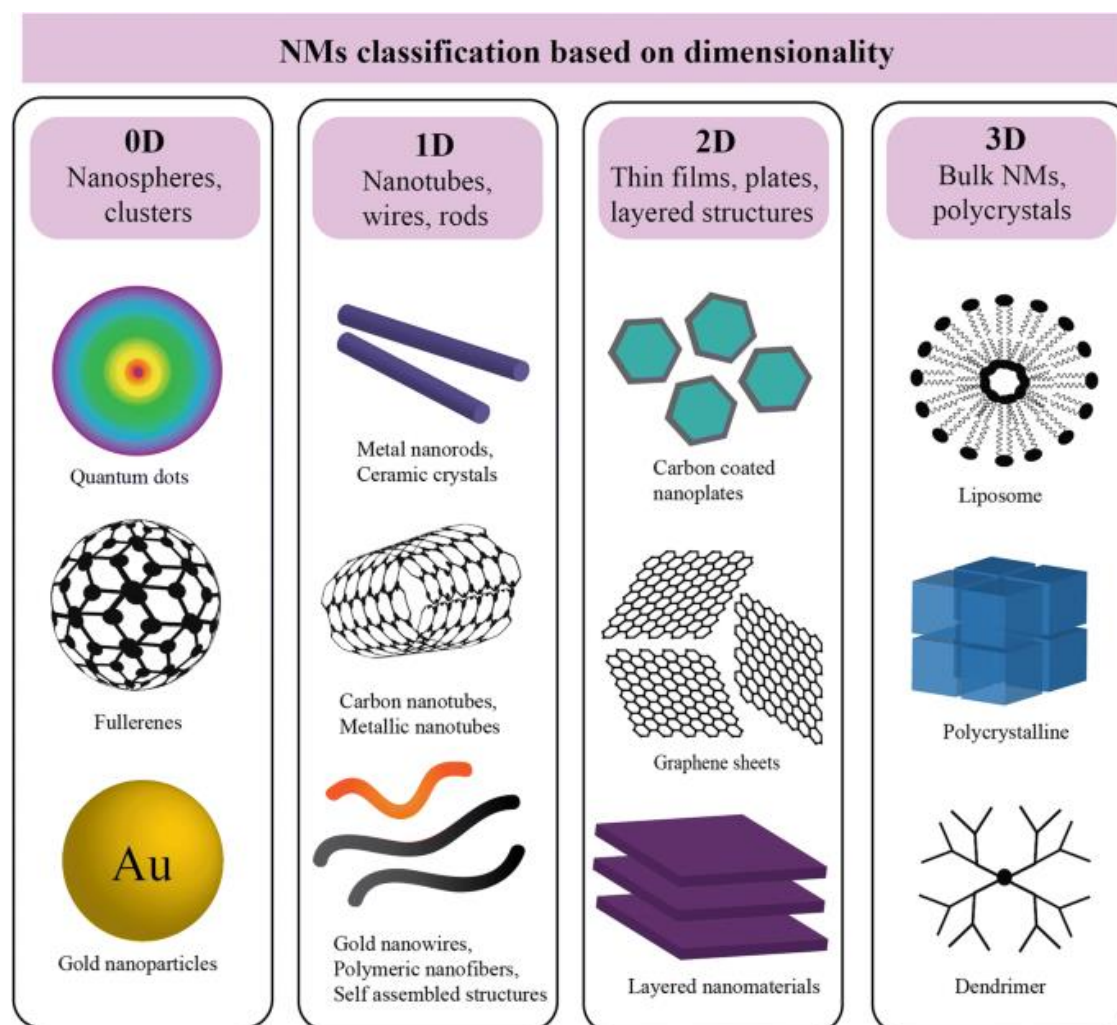 NMs classification based on dimensionality
0D
Nanospheres,
clusters
Quantum dots
Fullerenes
Au
Gold nanoparticles
1D
Nanotubes,
wires, rods
Metal nanorods,
Ceramic crystals
Carbon nanotubes,
Metallic nanotubes
Gold nanowires,
Polymeric nanofibers,
Self assembled structures
2D
Thin films, plates,
layered structures
Carbon coated
nanoplates
Graphene sheets
Layered nanomaterials
3D
Bulk NMs,
polycrystals
Liposome
Polycrystalline
Dendrimer